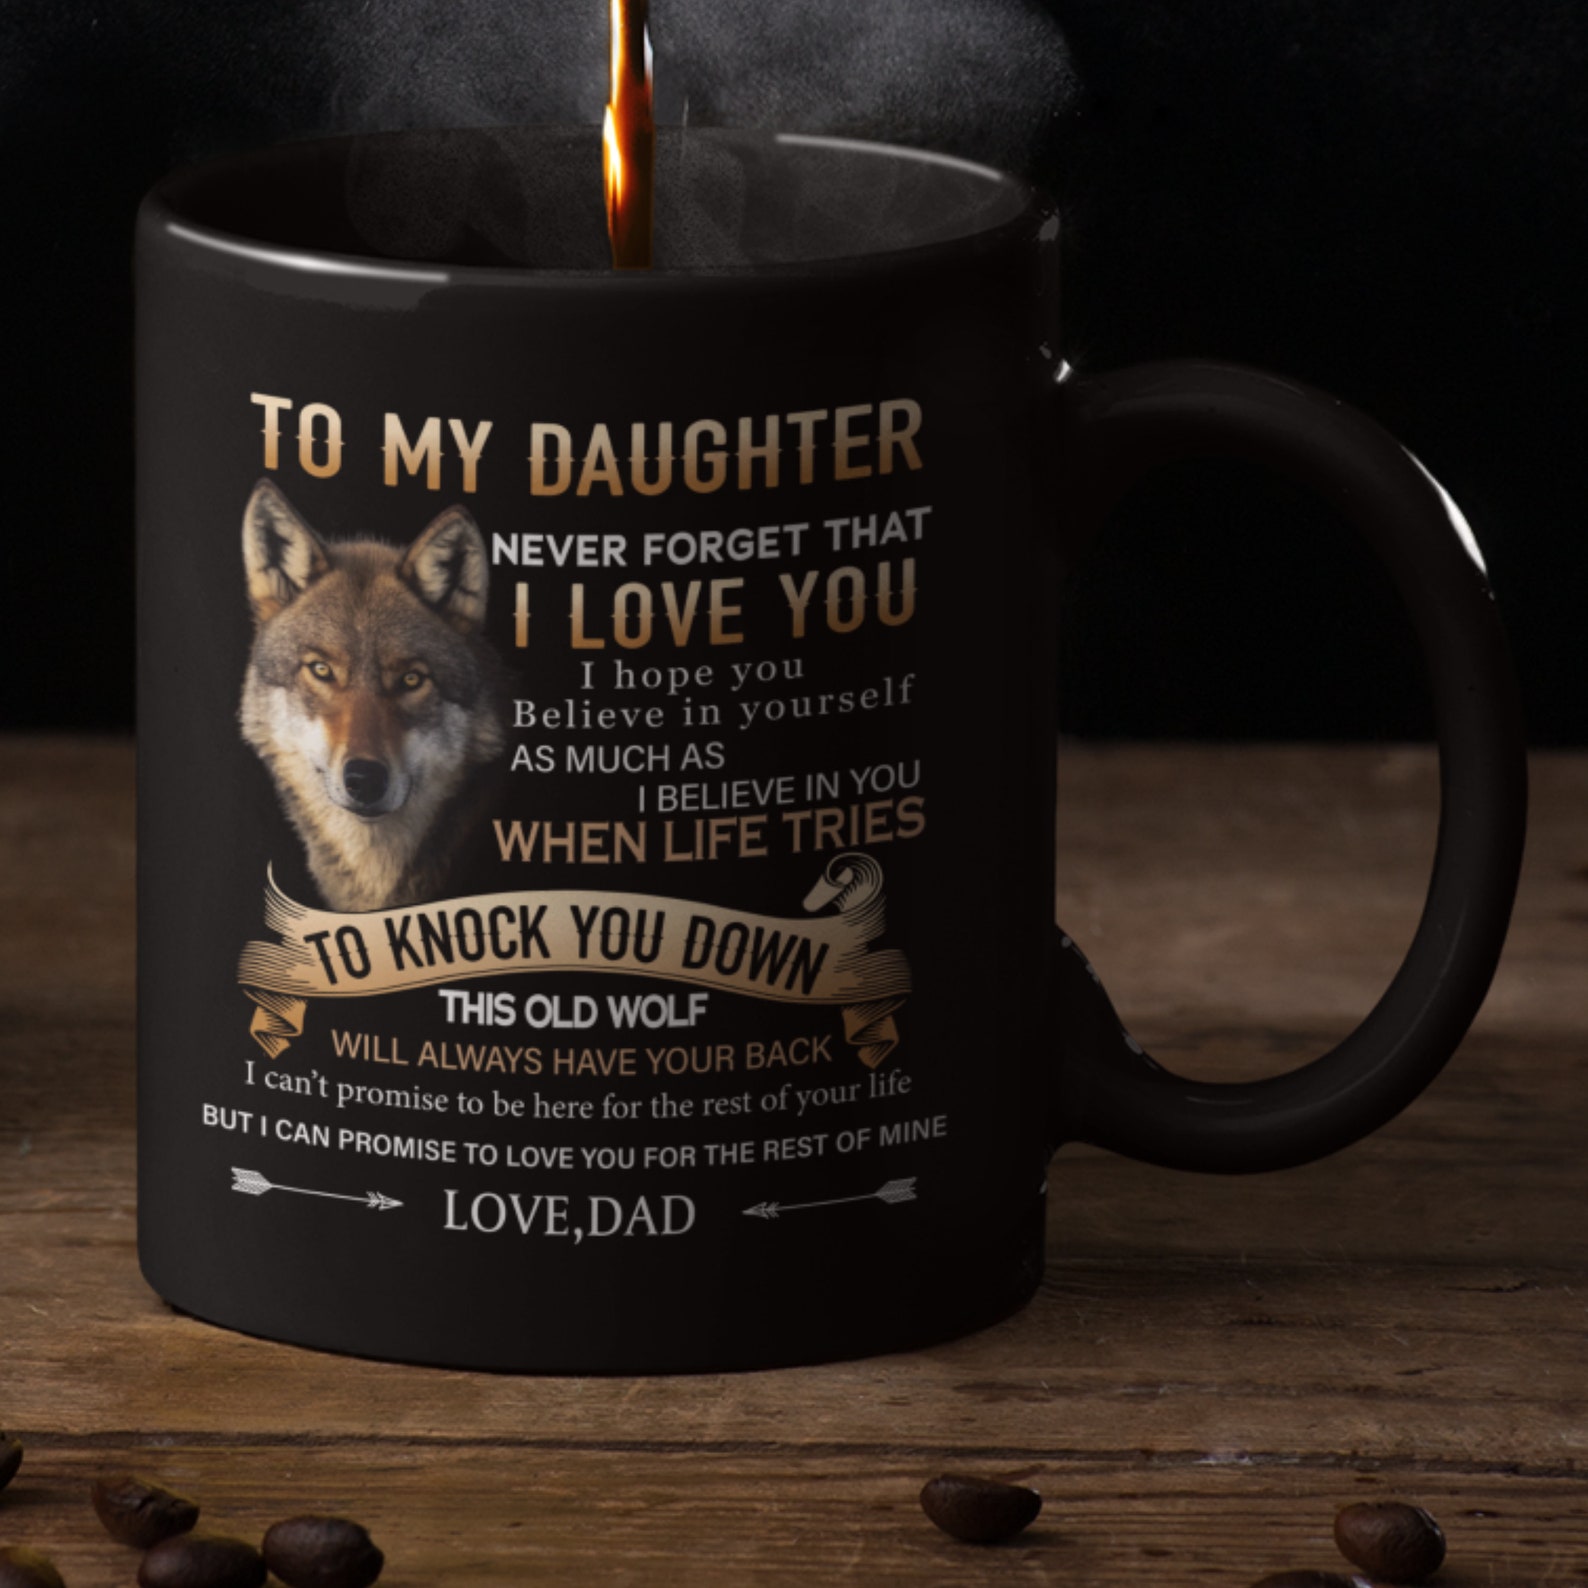 TO MY DAUGHTER
NEVER FORGET THAT
I LOVE YOU
I hope you
Believe in yourself
AS MUCH AS
I BELIEVE IN YOU
WHEN LIFE TRIES
TO KNOCK YOU DOWN
THIS OLD WOLF
WILL ALWAYS HAVE YOUR BACK
I can't promise to be here for the rest of your life
BUT I CAN PROMISE TO LOVE YOU FOR THE REST OF MINE
LOVE,DAD